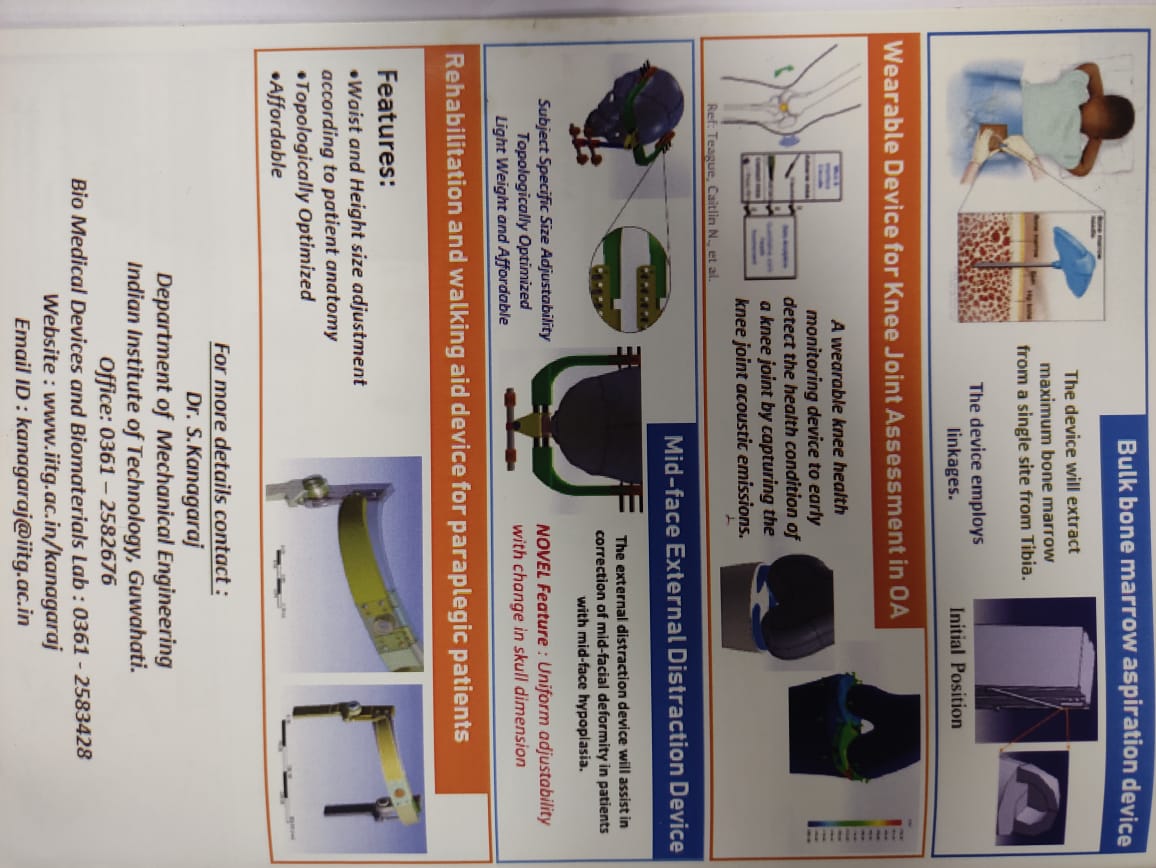 Bulk bone marrow aspiration device
Bone marrow
needle
Bone marrow
Skin
Hip bone
The device will extract
maximum bone marrow
from a single site from Tibia.
The device employs
linkages.
Initial Position
Wearable Device for Knee Joint Assessment in OA
A wearable knee health
monitoring device to early
detect the health condition of
a knee joint by capturing the
knee joint acoustic emissions.
Ref: Teague, Caitlin N., et al.
Mid-face External Distraction Device
The external distraction device will assist in
correction of mid-facial deformity in patients
with mid-face hypoplasia.
Subject Specific Size Adjustability
Topologically Optimized
Light Weight and Affordable
NOVEL Feature : Uniform adjustability
with change in skull dimension
Rehabilitation and walking aid device for paraplegic patients
Features:
•Waist and Height size adjustment
according to patient anatomy
•Topologically Optimized
•Affordable
For more details contact :
Dr. S.Kanagaraj
Department of Mechanical Engineering
Indian Institute of Technology, Guwahati.
Office: 0361 – 2582676
Bio Medical Devices and Biomaterials Lab : 0361 - 2583428
Website : www.iitg.ac.in/kanagaraj
Email ID : kanagaraj@iitg.ac.in